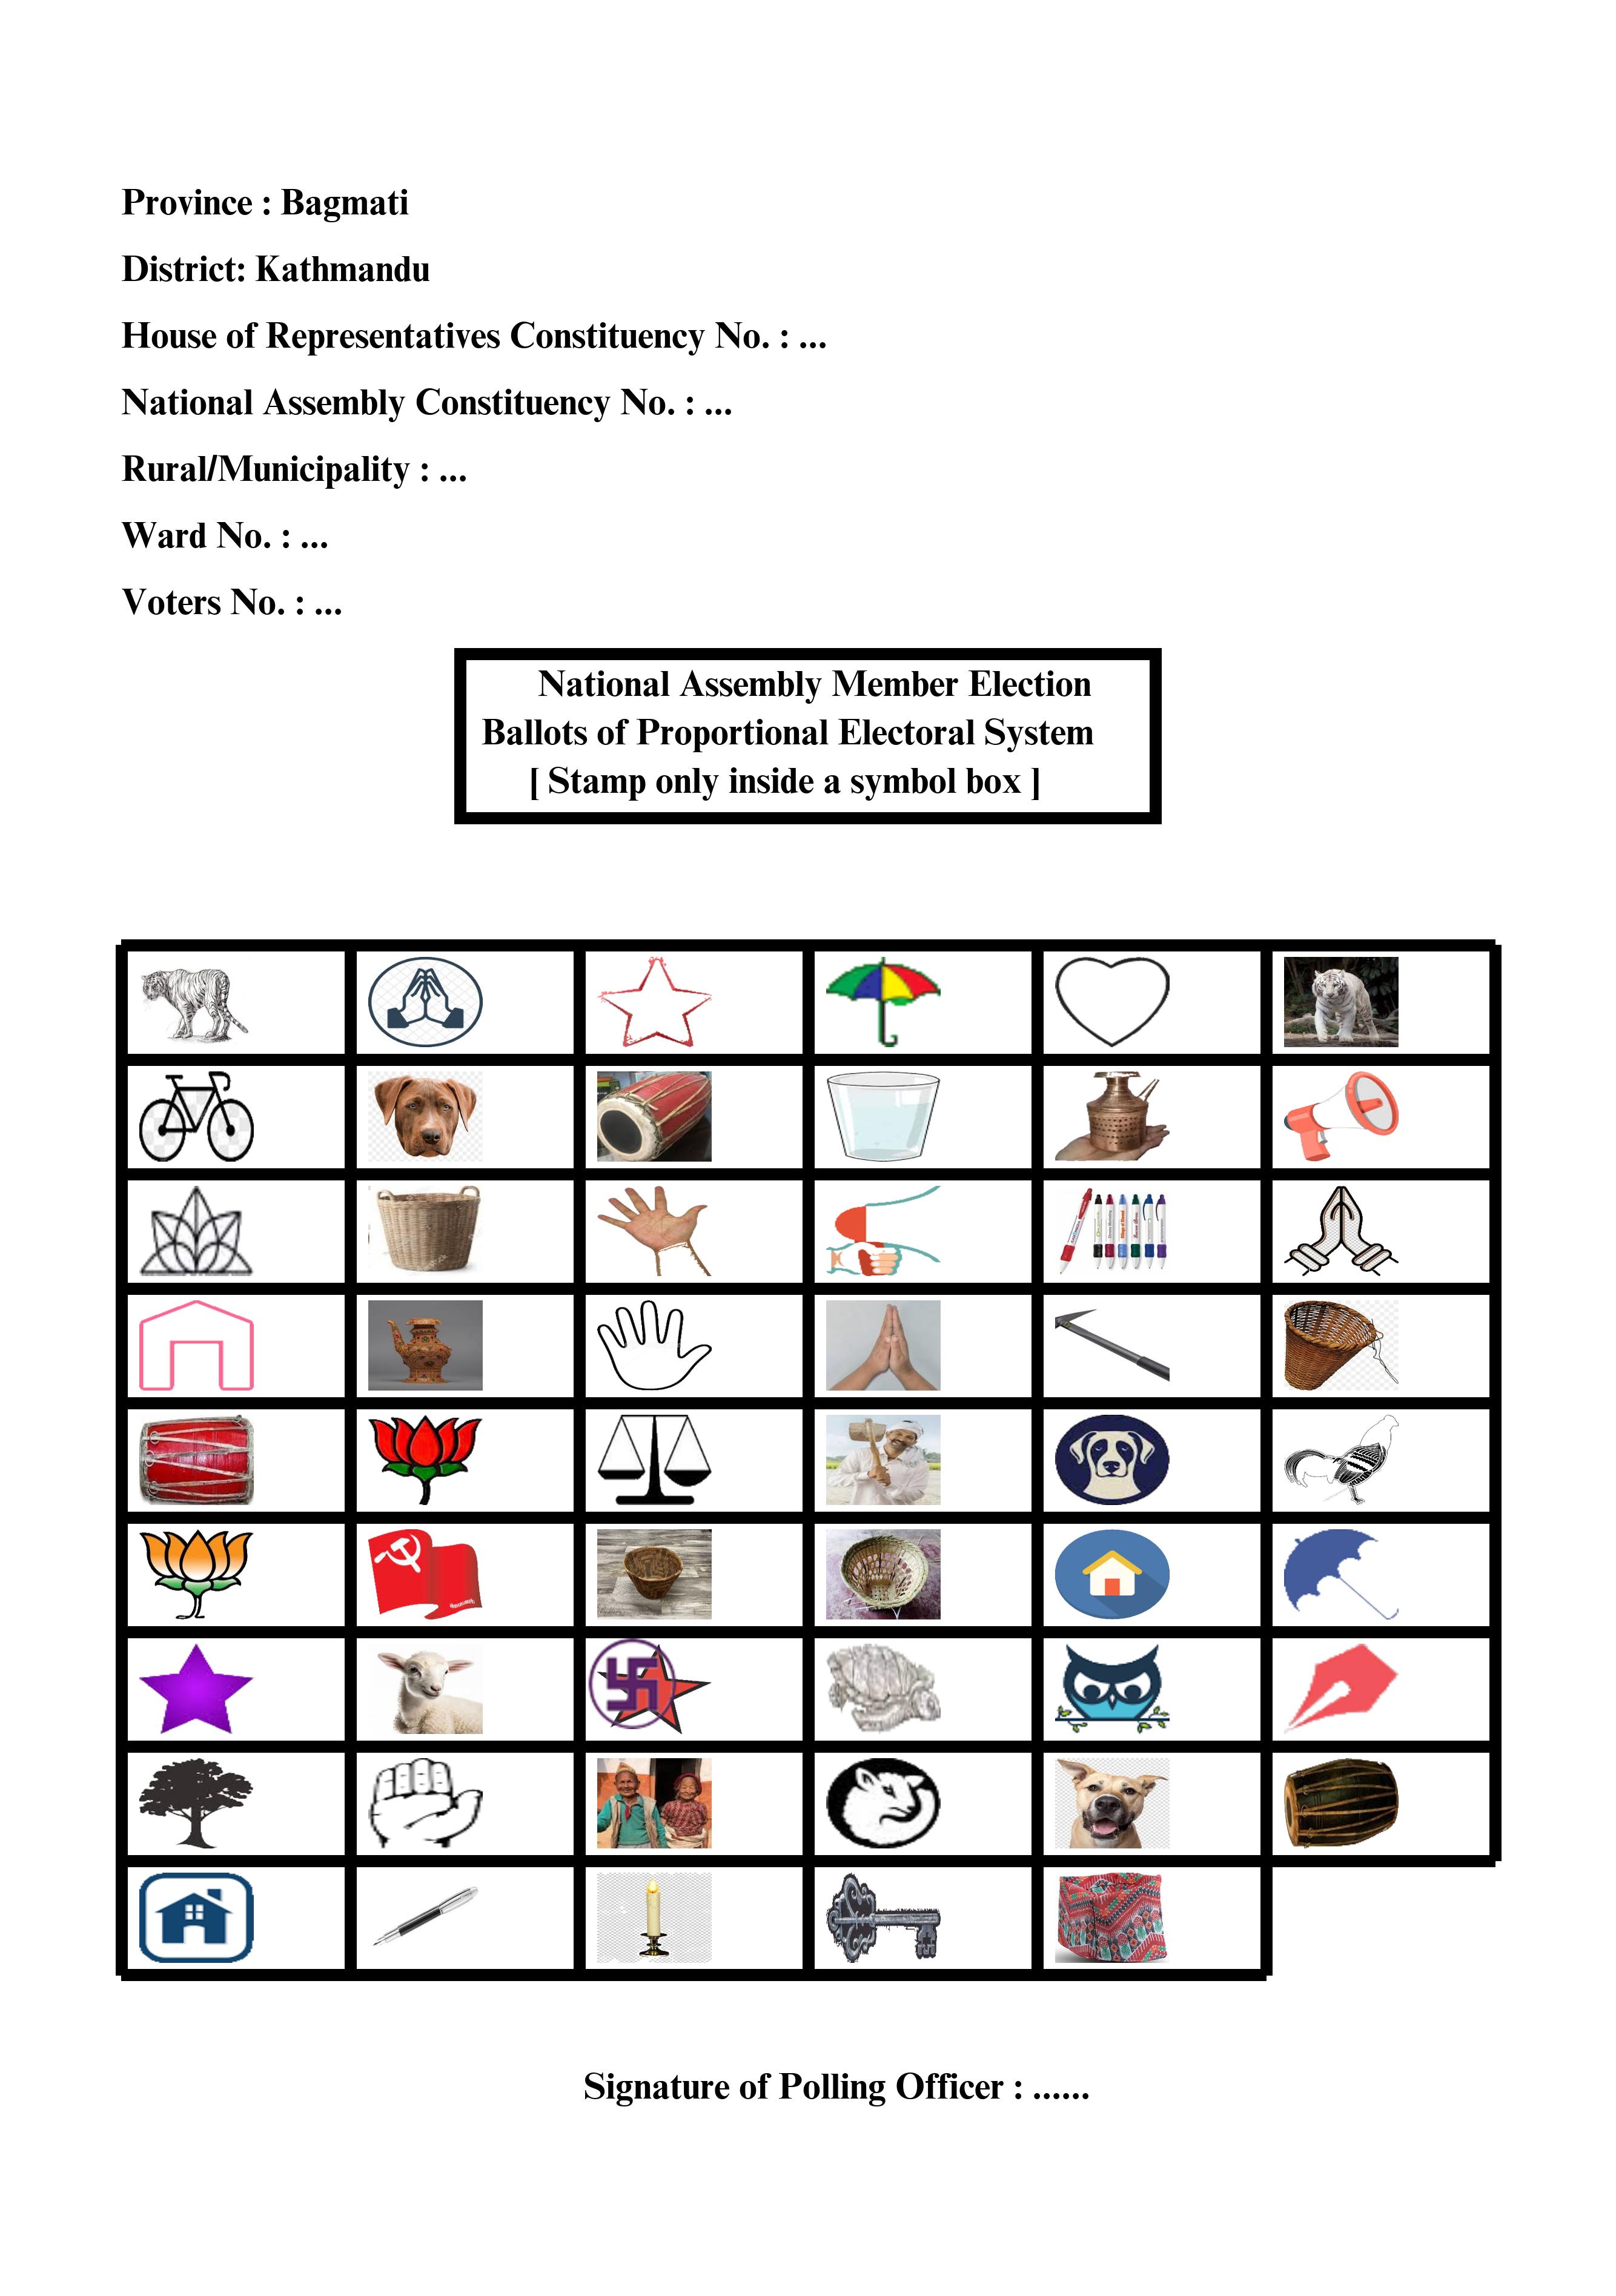 Province : Bagmati
District: Kathmandu
House of Representatives Constituency No. : ...
National Assembly Constituency No. : ...
Rural/Municipality : ...
Ward No. : ...
Voters No. : ...
National Assembly Member Election
Ballots of Proportional Electoral System
[ Stamp only inside a symbol box ]
Signature of Polling Officer : ......